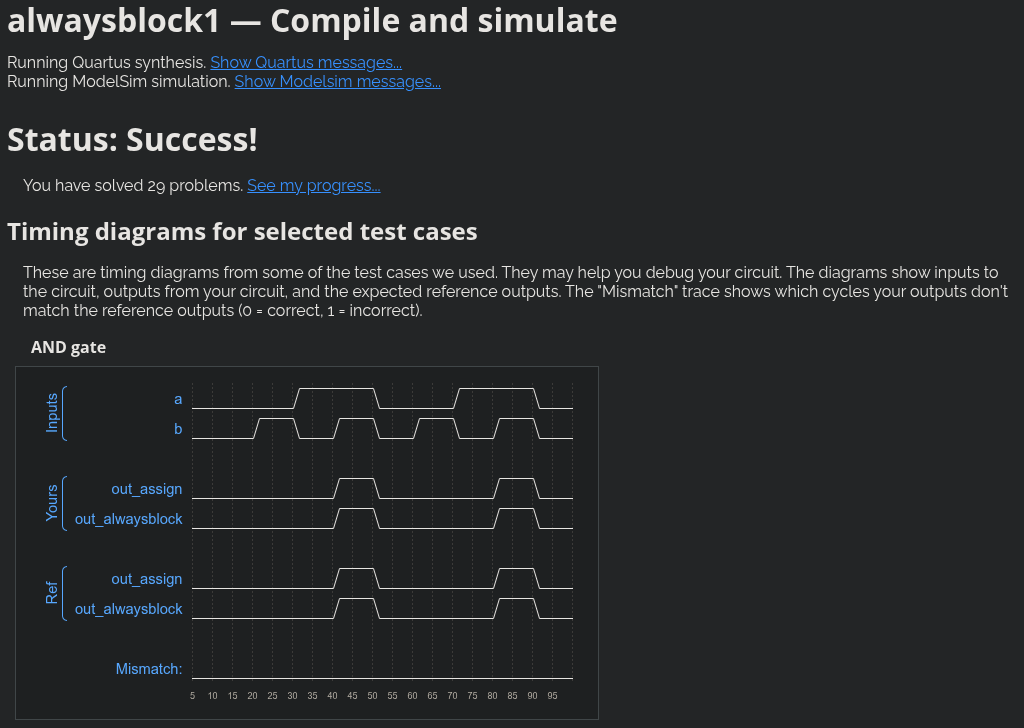 alwaysblock1 — Compile and simulate
Running Quartus synthesis. Show Quartus messages...
Running ModelSim simulation. Show Modelsim messages...
Status: Success!
You have solved 29 problems. See my progress...
Timing diagrams for selected test cases
These are timing diagrams from some of the test cases we used. They may help you debug your circuit. The diagrams show inputs to
the circuit, outputs from your circuit, and the expected reference outputs. The "Mismatch" trace shows which cycles your outputs don't
match the reference outputs (0 = correct, 1 = incorrect).
AND gate
Inputs
a
b
Yours
out_assign
out_alwaysblock
Ref
out_assign
out_alwaysblock
Mismatch:
5 10 15 20 25 30 35 40 45 50 55 60 65 70 75 80 85 90 95